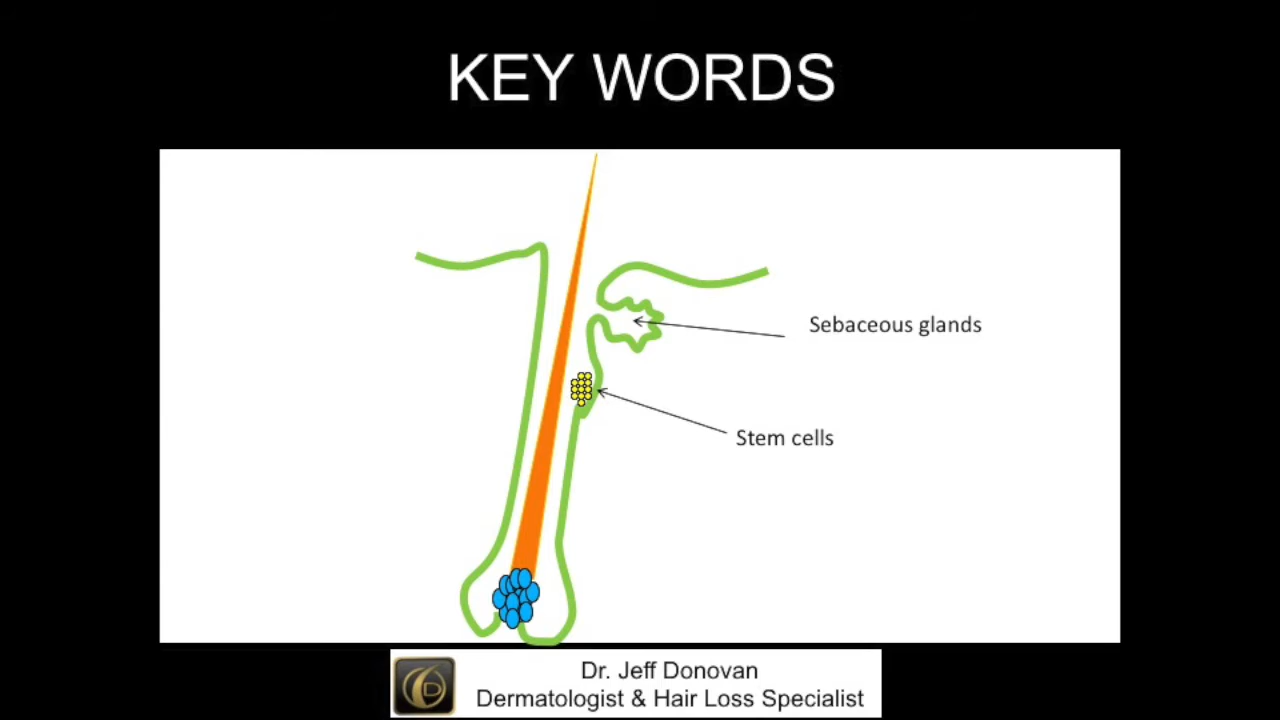 KEY WORDS
Sebaceous glands
Stem cells
Dr. Jeff Donovan
Dermatologist & Hair Loss Specialist